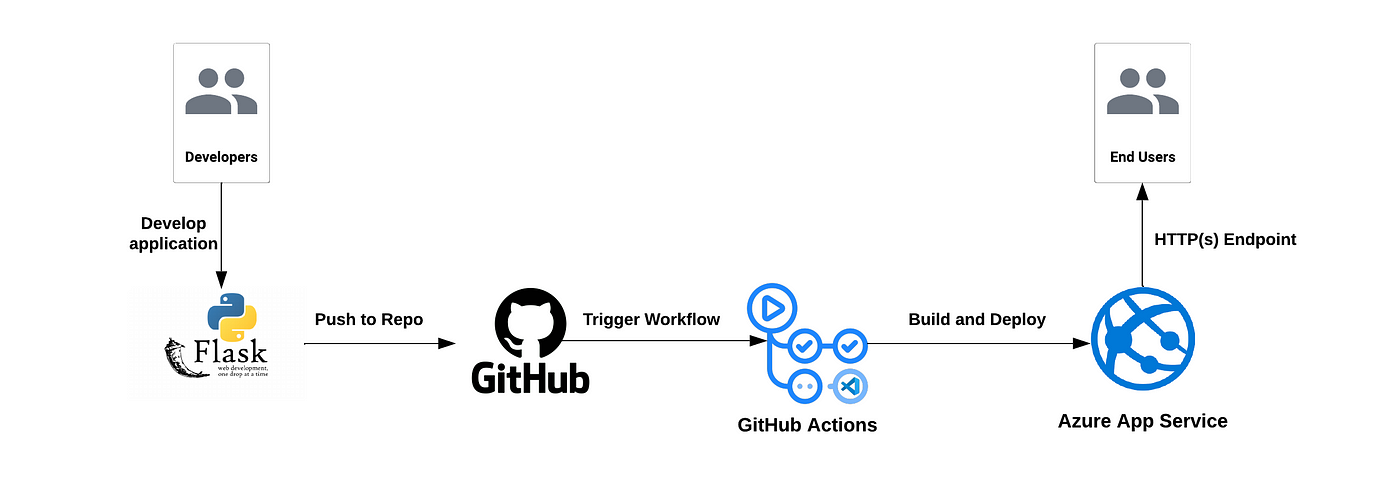 Developers
End Users
Develop
application
HTTP(s) Endpoint
Flask
web development,
one drop at a time
Push to Repo
GitHub
Trigger Workflow
GitHub Actions
Build and Deploy
Azure App Service